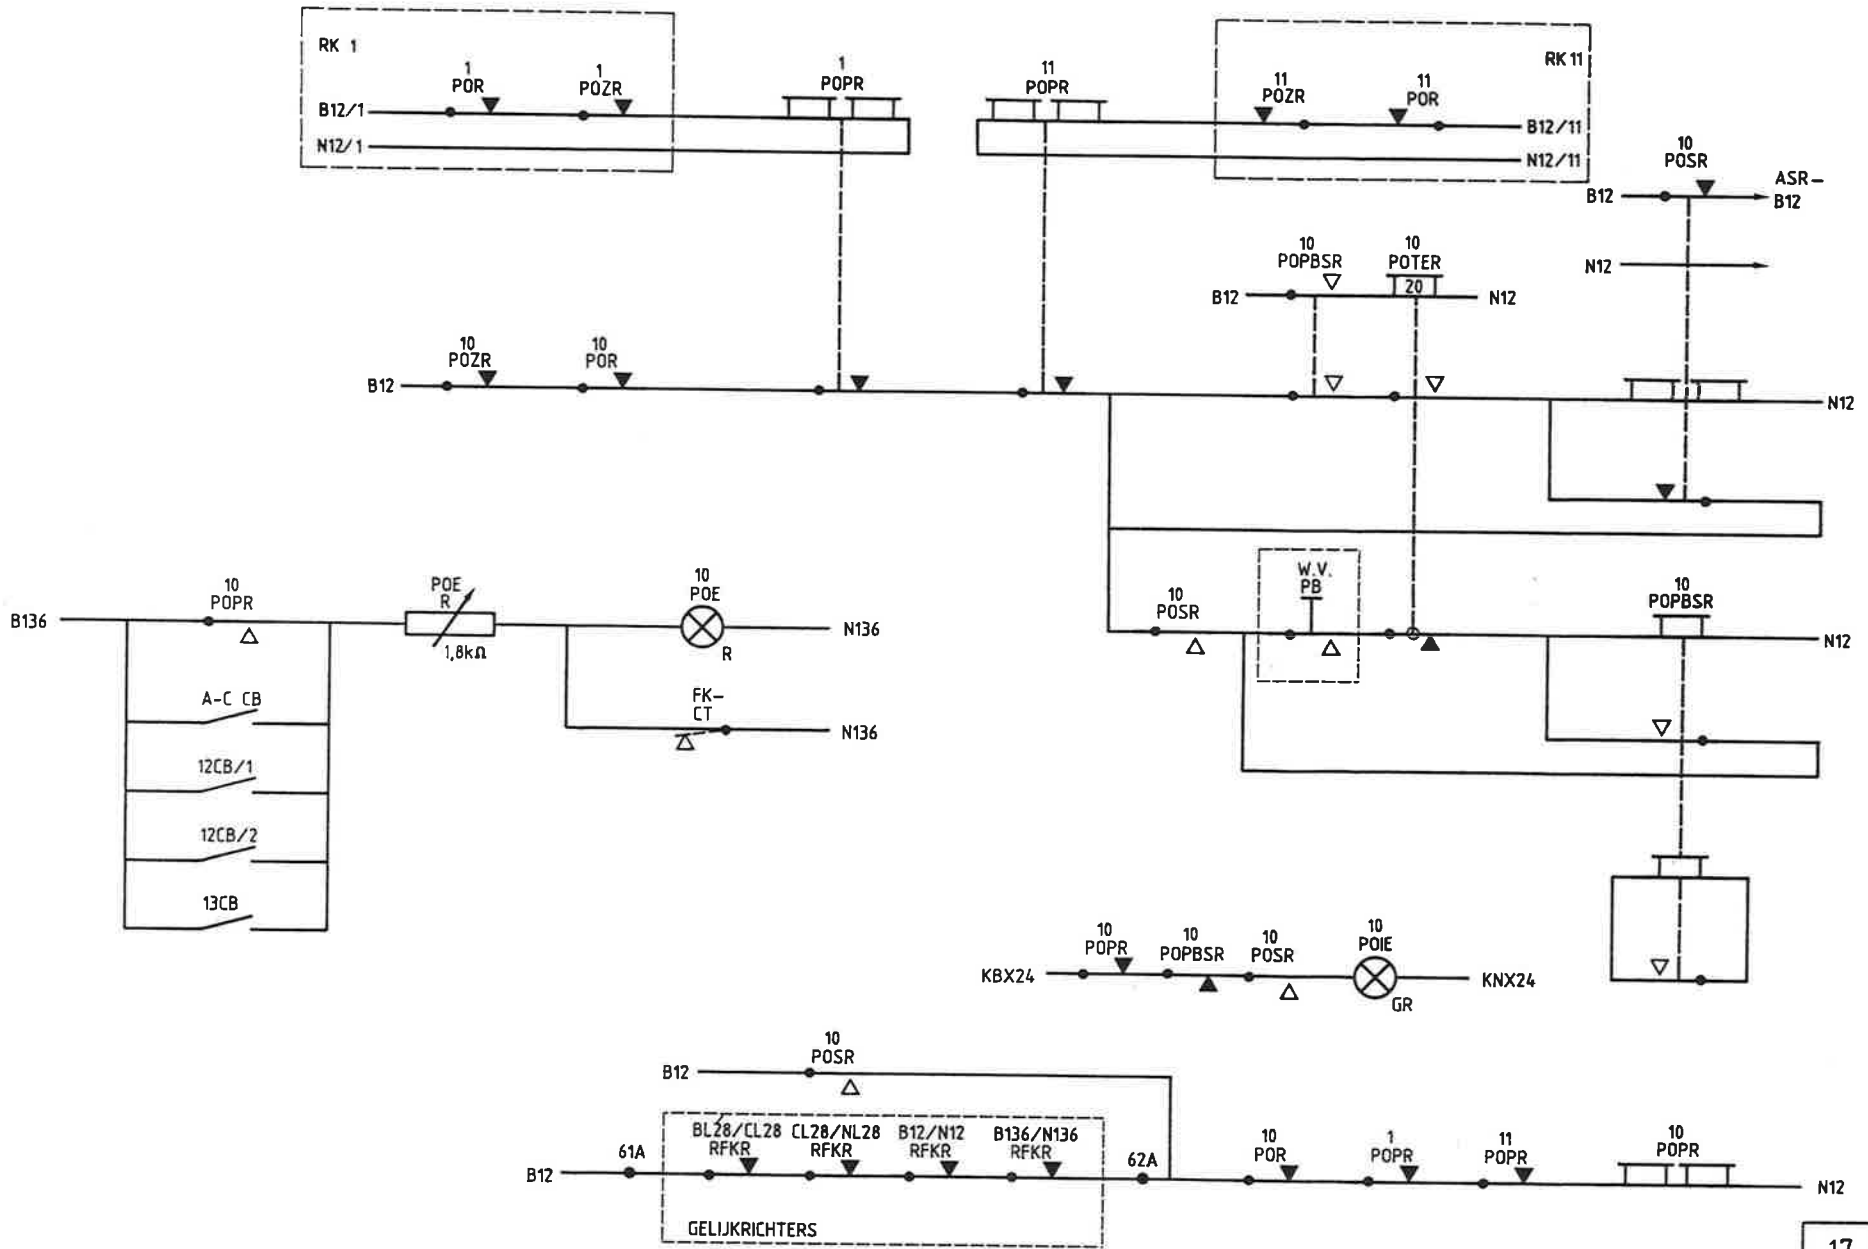 RK 1
1
POR
1
POZR
B12/1
N12/1
1
POPR
11
POPR
RK 11
11
POZR
11
POR
B12/11
N12/11
10
POSR
B12
ASR-
B12
N12
10
POPBSR
10
POTER
20
B12
N12
10
POZR
10
POR
B12
N12
B136
10
POPR
POE
R
1,8kΩ
10
POE
R
N136
A-C CB
FK-
CT
N136
12CB/1
12CB/2
13CB
10
POSR
W.V.
PB
10
POPBSR
N12
KBX24
10
POPR
10
POPBSR
10
POSR
10
POIE
GR
KNX24
B12
10
POSR
B12
61A
BL28/CL28
RFKR
CL28/NL28
RFKR
B12/N12
RFKR
B136/N136
RFKR
GELIJKRICHTERS
62A
10
POR
1
POPR
11
POPR
10
POPR
N12
17